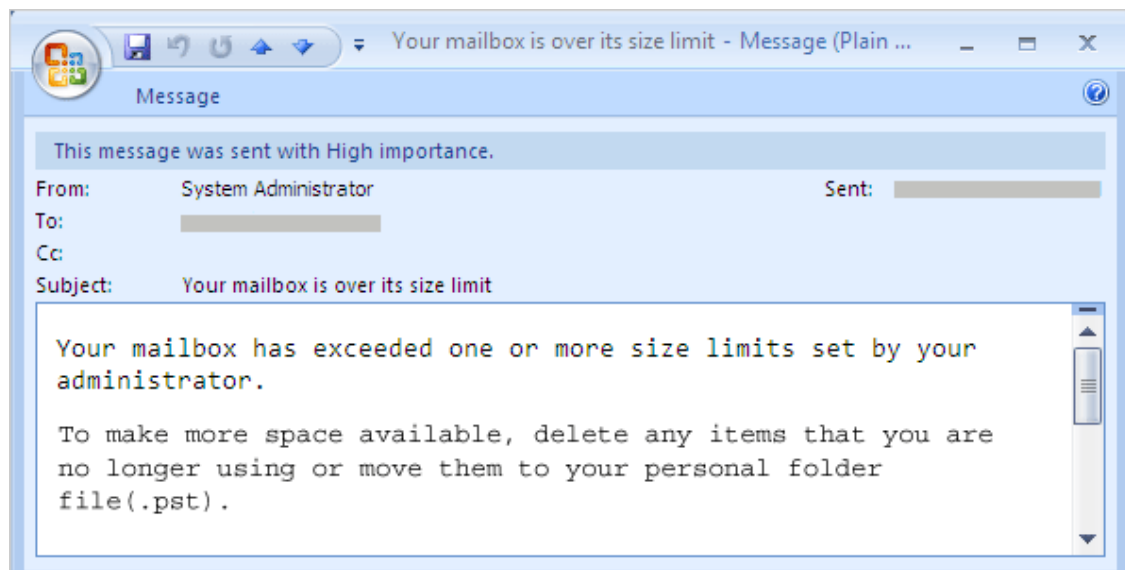 Your mailbox is over its size limit - Message (Plain ...
Message
This message was sent with High importance.
From: System Administrator Sent:
To:
Cc:
Subject: Your mailbox is over its size limit
Your mailbox has exceeded one or more size limits set by your
administrator.
To make more space available, delete any items that you are
no longer using or move them to your personal folder
file(.pst).